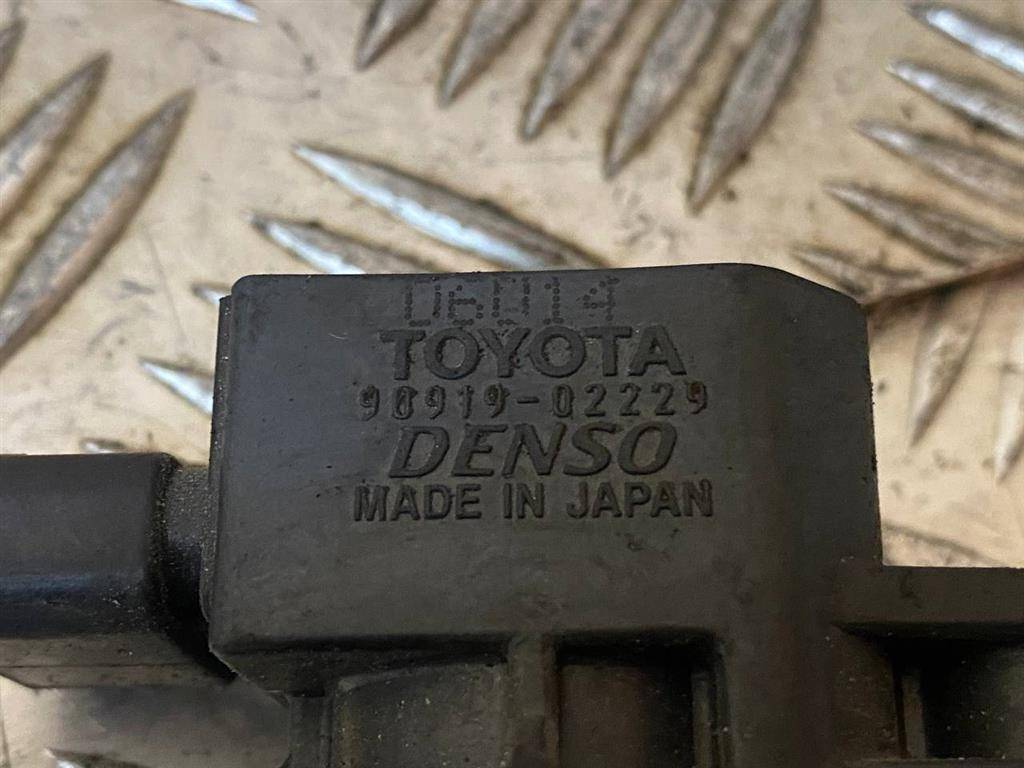 TOYOTA
90919-02229
DENSO
MADE IN JAPAN